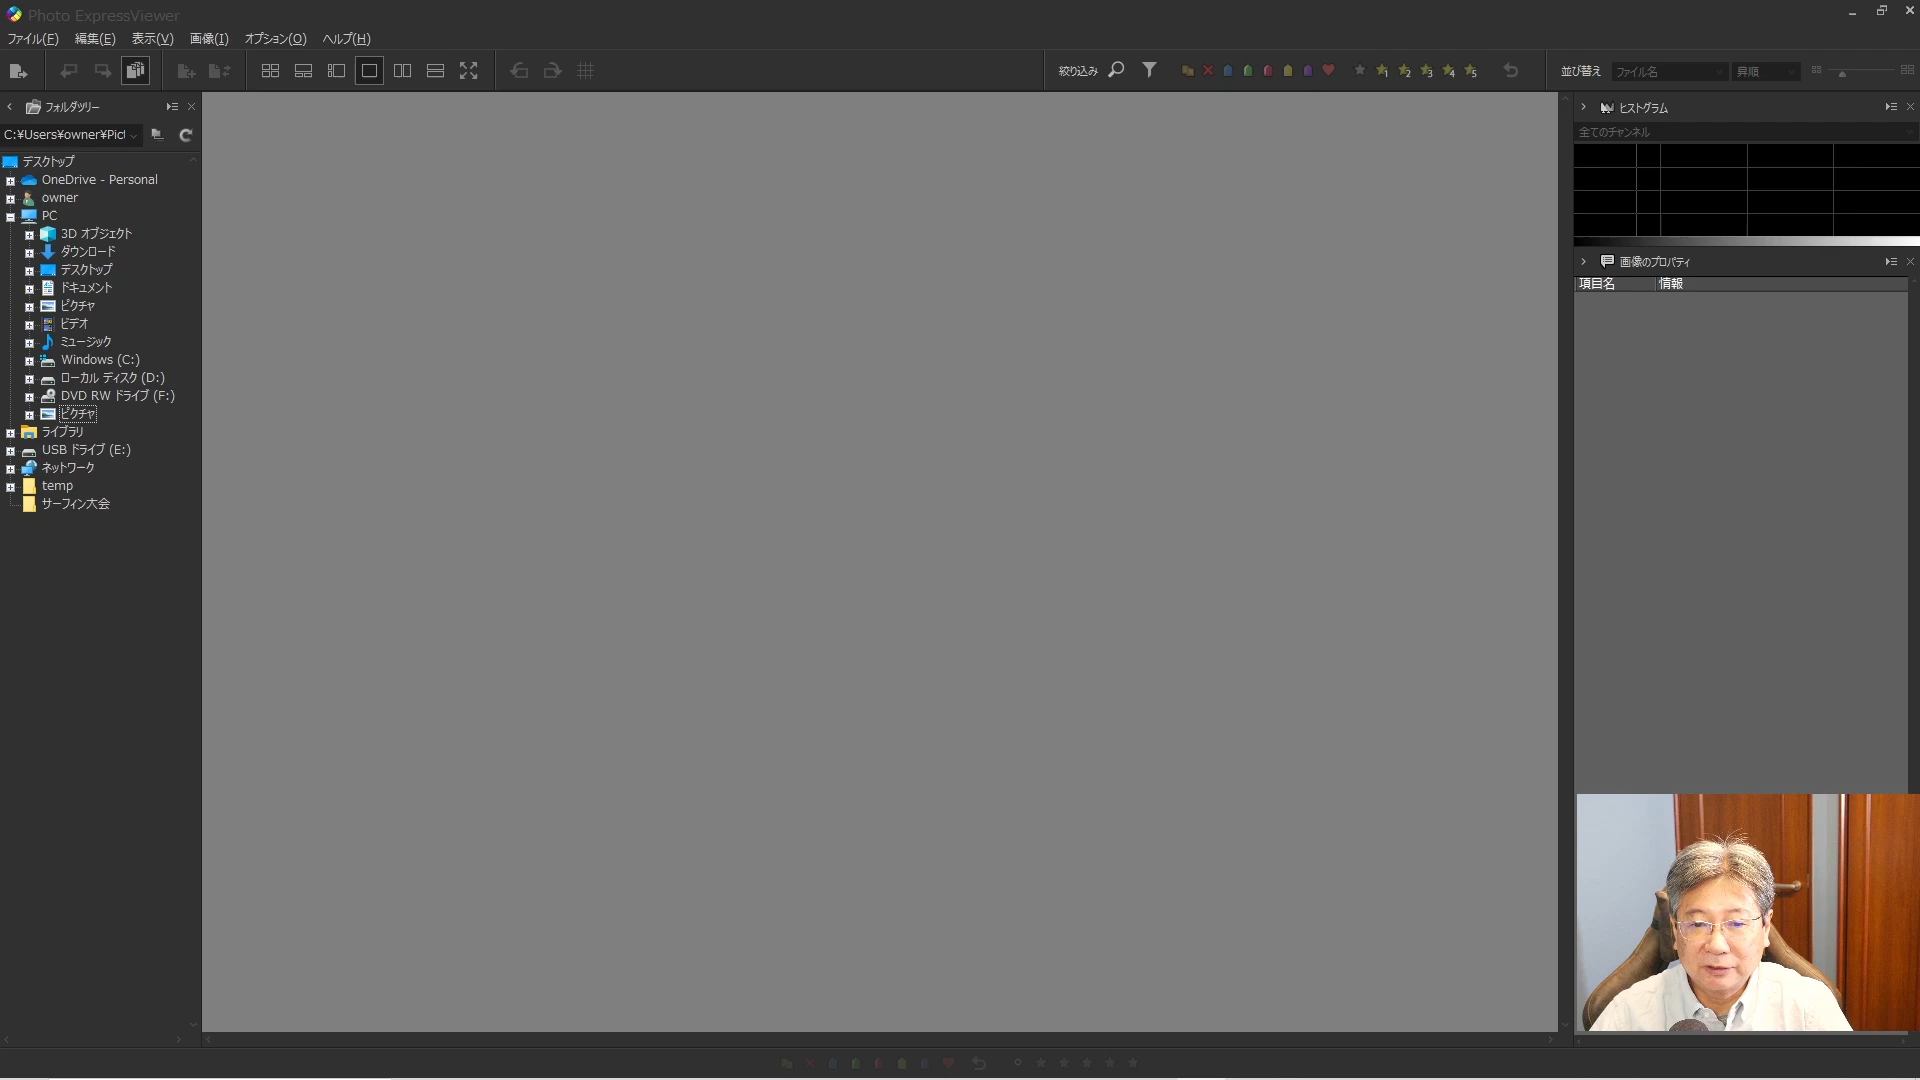 Photo ExpressViewer
ファイル(F) 編集(E) 表示(V) 画像(I) オプション(O) ヘルプ(H)
絞り込み 1 2 3 4 5 並び替え ファイル名 昇順
フォルダツリー
C:¥Users¥owner¥Pict
デスクトップ
OneDrive - Personal
owner
PC
3D オブジェクト
ダウンロード
デスクトップ
ドキュメント
ピクチャ
ビデオ
ミュージック
Windows (C:)
ローカル ディスク (D:)
DVD RW ドライブ (F:)
ピクチャ
ライブラリ
USB ドライブ (E:)
ネットワーク
temp
サーフィン大会
ヒストグラム
全てのチャンネル
画像のプロパティ
項目名 情報